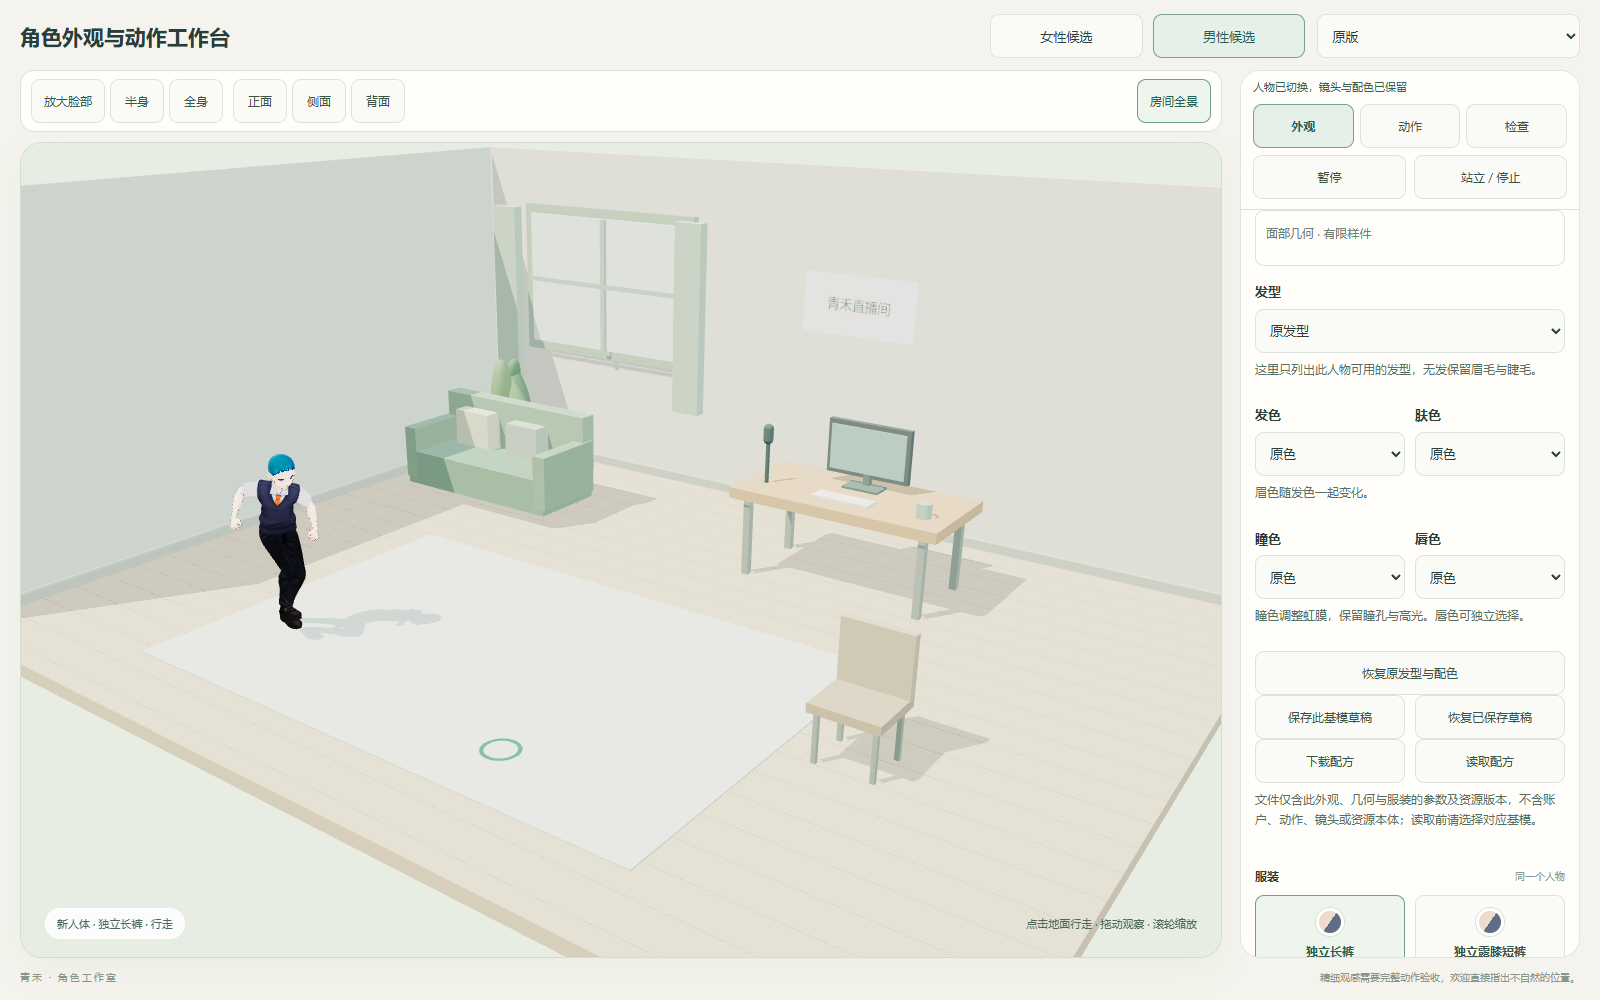 角色外观与动作工作台
女性候选
男性候选
原版
放大脸部
半身
全身
正面
侧面
背面
房间全景
人物已切换，镜头与配色已保留
外观
动作
检查
暂停
站立 / 停止
面部几何 · 有限样件
发型
原发型
这里只列出此人物可用的发型，无发保留眉毛与睫毛。
发色
肤色
原色
原色
眉色随发色一起变化。
瞳色
唇色
原色
原色
瞳色调整虹膜，保留瞳孔与高光。唇色可独立选择。
恢复原发型与配色
保存此基模草稿
恢复已保存草稿
下载配方
读取配方
文件仅含此外观、几何与服装的参数及资源版本，不含账
户、动作、镜头或资源本体；读取前请选择对应基模。
服装
同一个人物
独立长裤
独立露膝短裤
青禾直播间
新人体 · 独立长裤 · 行走
点击地面行走 · 拖动观察 · 滚轮缩放
青禾 · 角色工作室
精细观感需要完整动作验收，欢迎直接指出不自然的位置。